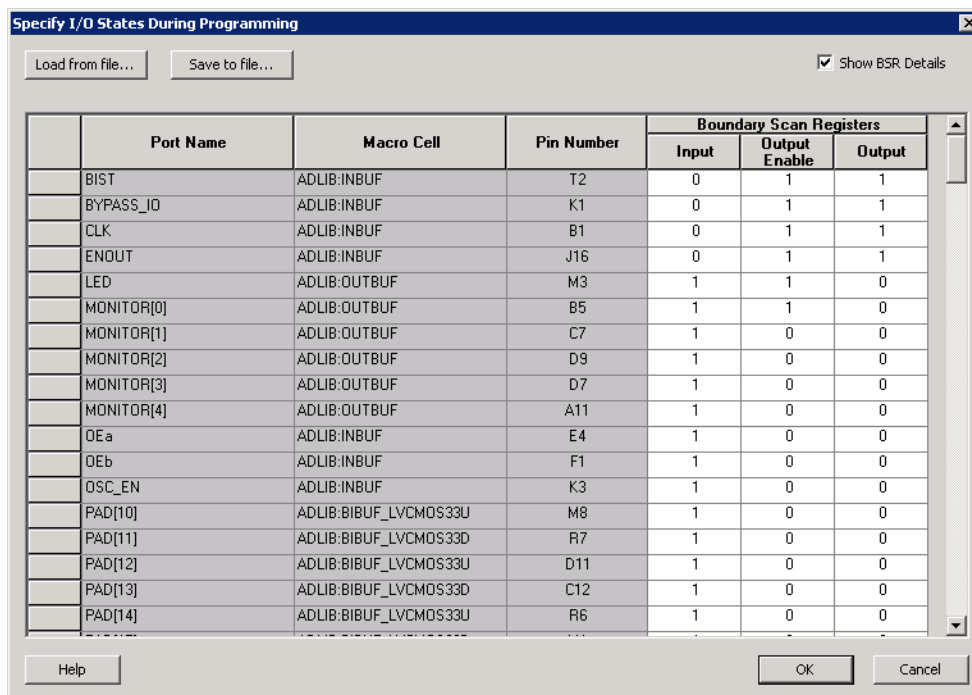 Specify I/O States During Programming
Load from file... Save to file... Show BSR Details
Port Name Macro Cell Pin Number Boundary Scan Registers
Input Output Enable Output
BIST ADLIB:INBUF T2 0 1 1
BYPASS_IO ADLIB:INBUF K1 0 1 1
CLK ADLIB:INBUF B1 0 1 1
ENOUT ADLIB:INBUF J16 0 1 1
LED ADLIB:OUTBUF M3 1 1 0
MONITOR[0] ADLIB:OUTBUF B5 1 1 0
MONITOR[1] ADLIB:OUTBUF C7 1 0 0
MONITOR[2] ADLIB:OUTBUF D9 1 0 0
MONITOR[3] ADLIB:OUTBUF D7 1 0 0
MONITOR[4] ADLIB:OUTBUF A11 1 0 0
OEa ADLIB:INBUF E4 1 0 0
OEb ADLIB:INBUF F1 1 0 0
OSC_EN ADLIB:INBUF K3 1 0 0
PAD[10] ADLIB:BIBUF_LVCMOS33U M8 1 0 0
PAD[11] ADLIB:BIBUF_LVCMOS33D R7 1 0 0
PAD[12] ADLIB:BIBUF_LVCMOS33U D11 1 0 0
PAD[13] ADLIB:BIBUF_LVCMOS33D C12 1 0 0
PAD[14] ADLIB:BIBUF_LVCMOS33U R6 1 0 0
Help OK Cancel